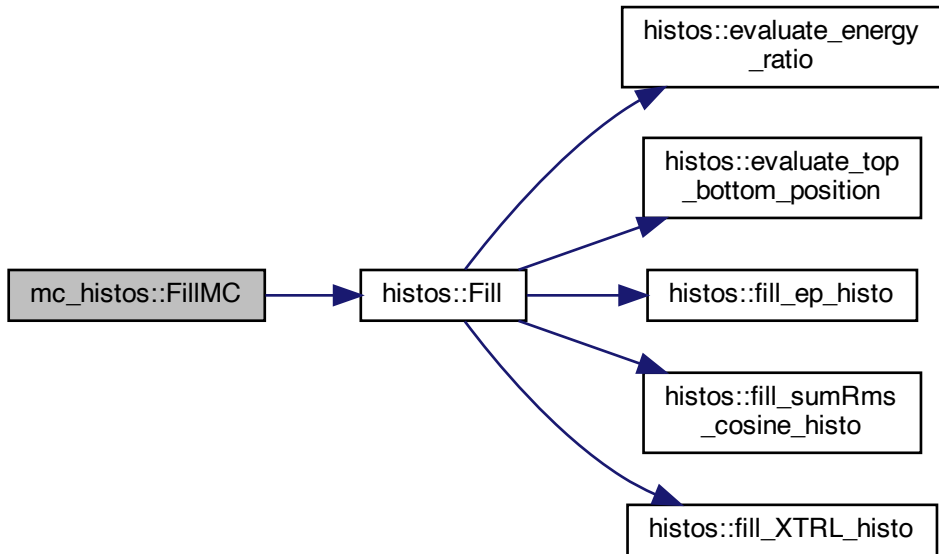 histos::evaluate_energy
_ratio
histos::evaluate_top
_bottom_position
mc_histos::FillMC
histos::Fill
histos::fill_ep_histo
histos::fill_sumRms
_cosine_histo
histos::fill_XTRL_histo